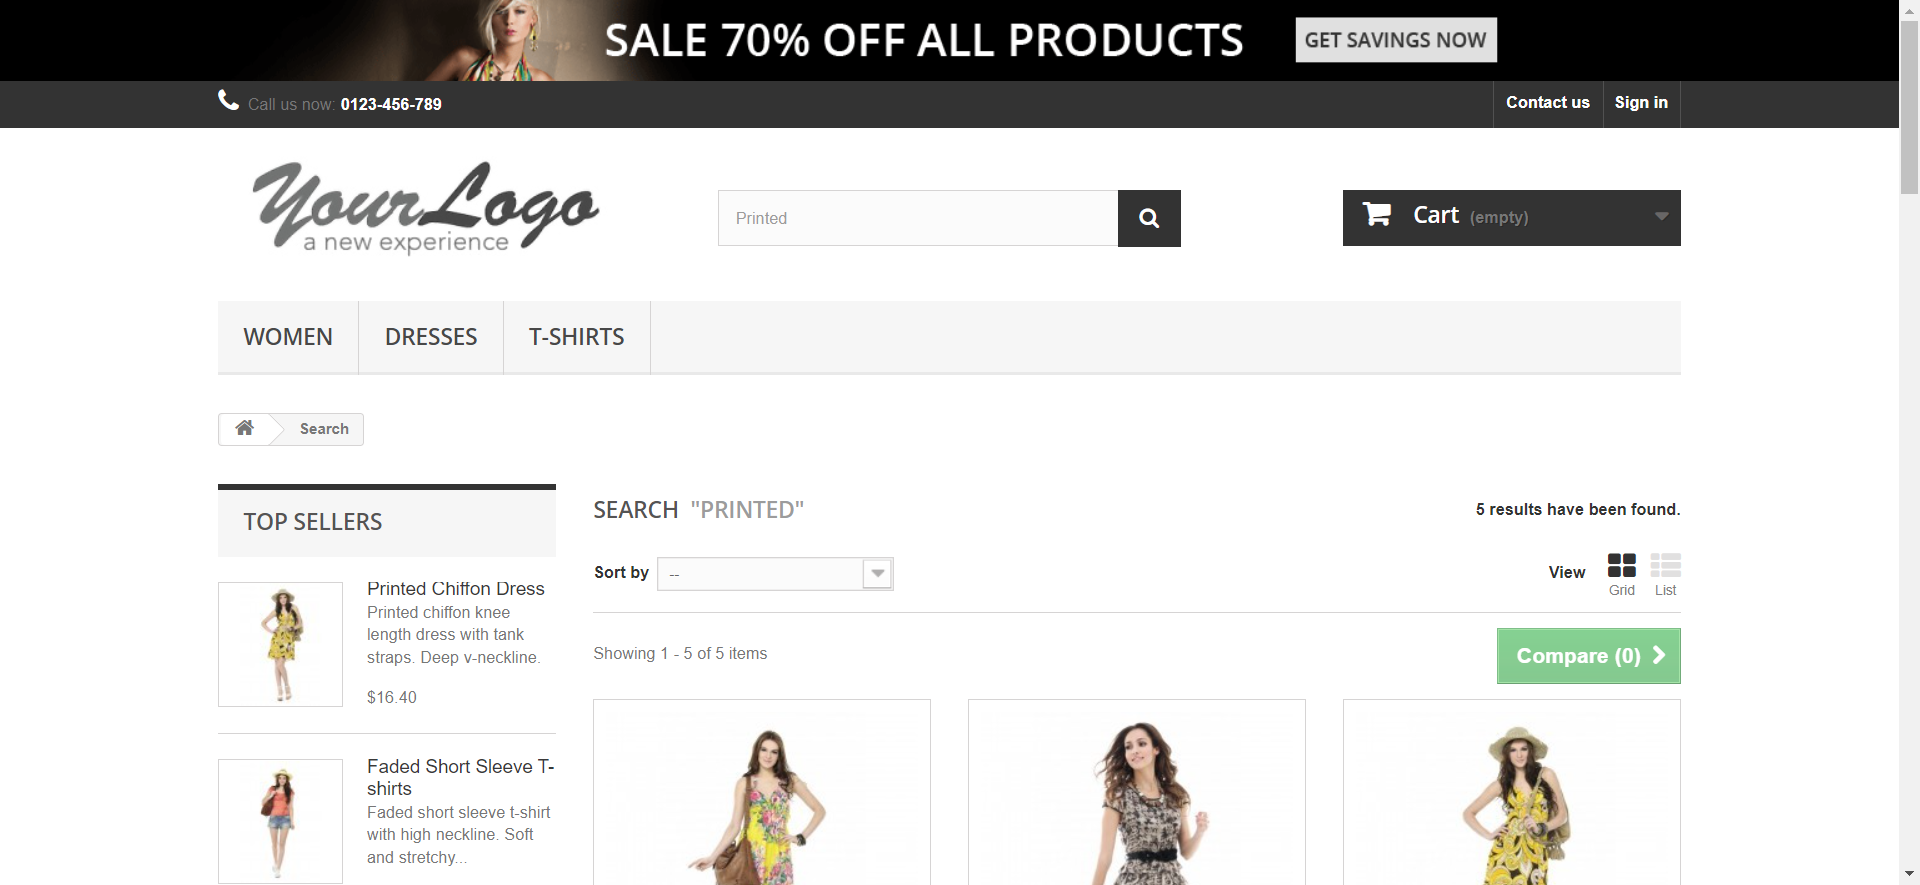 SALE 70% OFF ALL PRODUCTS GET SAVINGS NOW
Call us now: 0123-456-789 Contact us Sign in
YourLogo
a new experience
Printed
Cart (empty)
WOMEN DRESSES T-SHIRTS
Search
TOP SELLERS
Printed Chiffon Dress
Printed chiffon knee
length dress with tank
straps. Deep v-neckline.
$16.40
Faded Short Sleeve T-
shirts
Faded short sleeve t-shirt
with high neckline. Soft
and stretchy...
SEARCH "PRINTED"
5 results have been found.
Sort by --
View
Grid List
Showing 1 - 5 of 5 items
Compare (0)